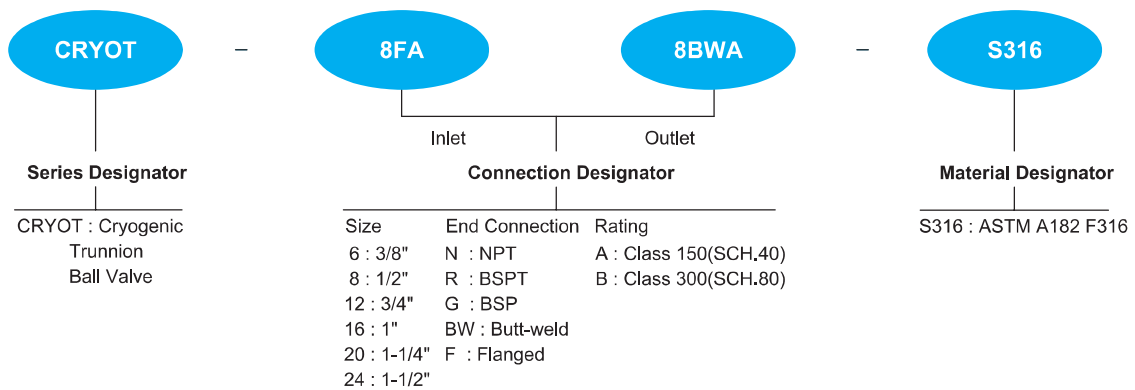 CRYOT – 8FA 8BWA – S316
Inlet Outlet
Series Designator Connection Designator Material Designator
CRYOT : Cryogenic
Trunnion
Ball Valve
Size End Connection Rating
6 : 3/8" N : NPT A : Class 150(SCH.40)
8 : 1/2" R : BSPT B : Class 300(SCH.80)
12 : 3/4" G : BSP
16 : 1" BW : Butt-weld
20 : 1-1/4" F : Flanged
24 : 1-1/2"
S316 : ASTM A182 F316